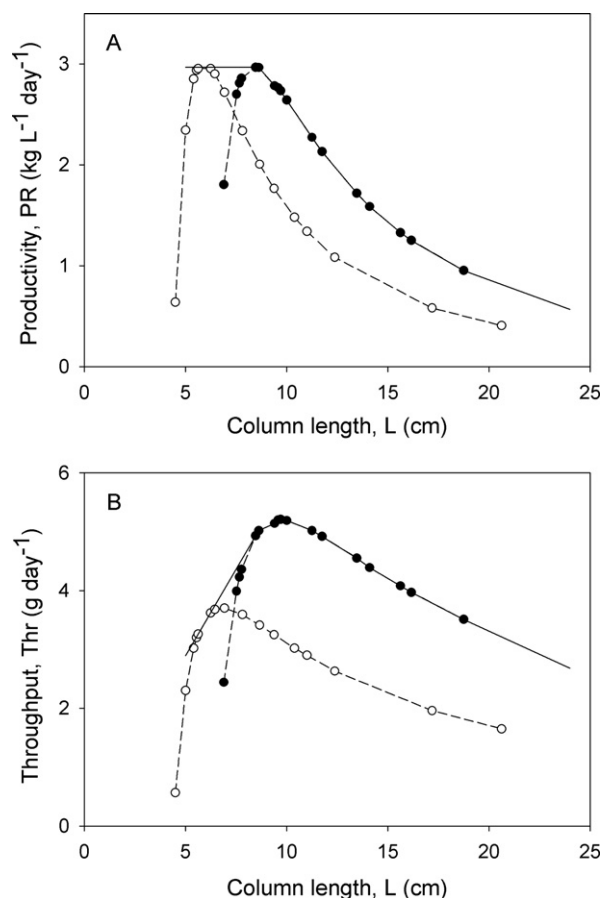 A
Productivity, PR (kg L⁻¹ day⁻¹)
3
2
1
0
0 5 10 15 20 25
Column length, L (cm)
B
Throughput, Thr (g day⁻¹)
6
4
2
0
0 5 10 15 20 25
Column length, L (cm)